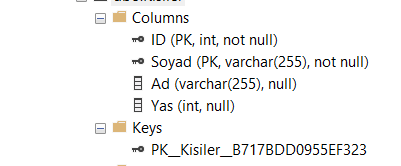 Columns
ID (PK, int, not null)
Soyad (PK, varchar(255), not null)
Ad (varchar(255), null)
Yas (int, null)
Keys
PK__Kisiler__B717BDD0955EF323